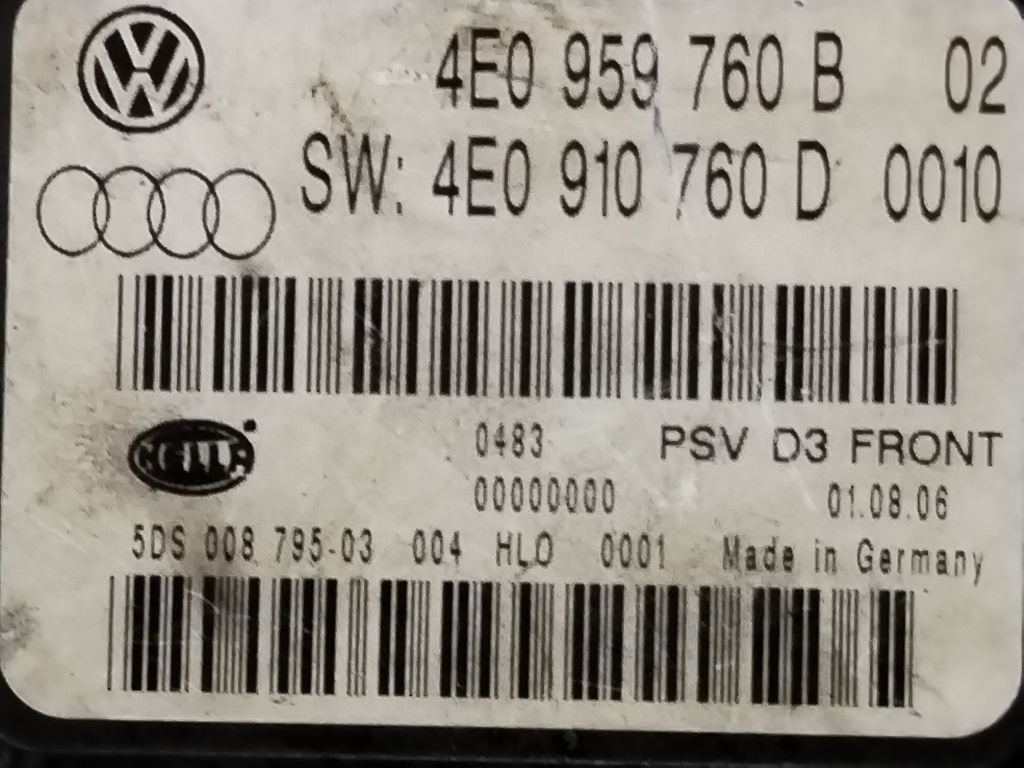 4E0 959 760 B 02
SW: 4E0 910 760 D 0010
HELLA
0483 PSV D3 FRONT
00000000 01.08.06
5DS 008 795-03 004 HLO 0001 Made in Germany